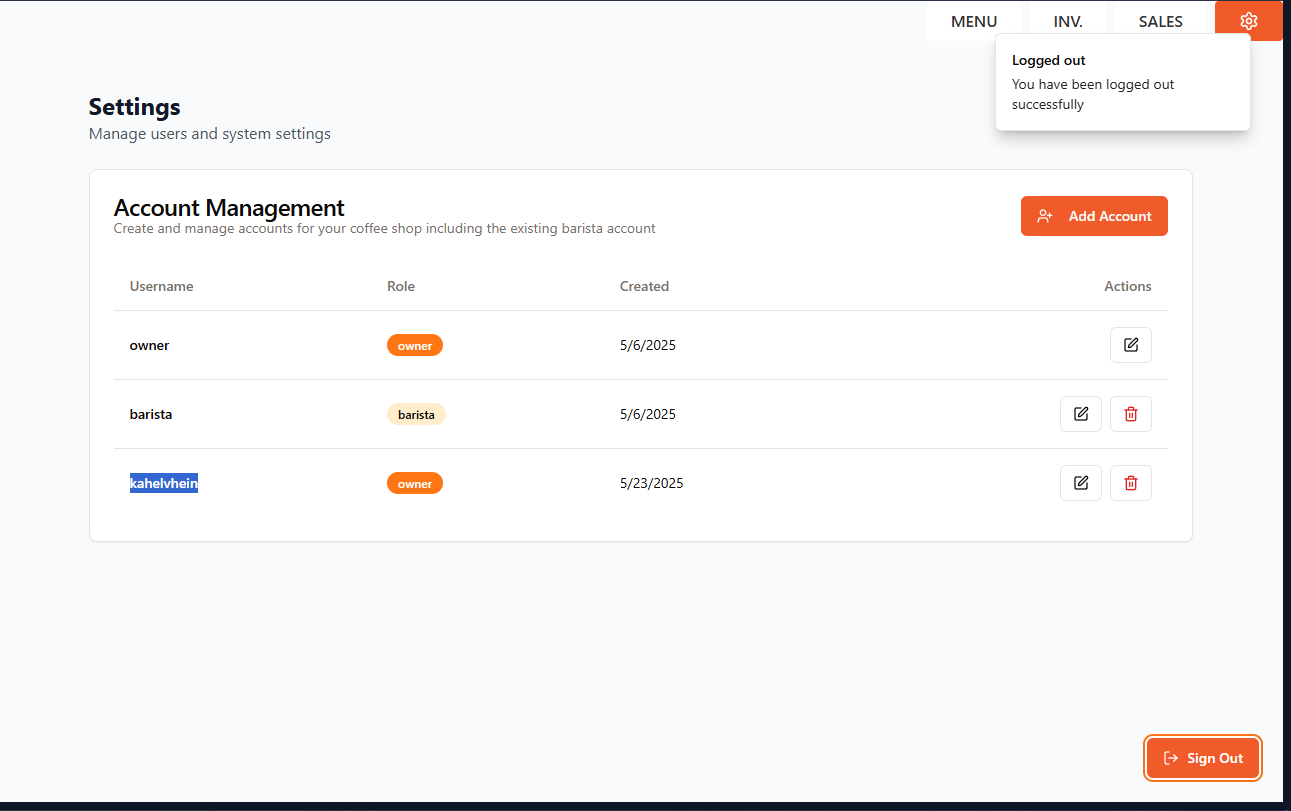 MENU INV. SALES
Logged out
You have been logged out
successfully
Settings
Manage users and system settings
Account Management
Create and manage accounts for your coffee shop including the existing barista account
Add Account
Username Role Created Actions
owner owner 5/6/2025
barista barista 5/6/2025
kahelvhein owner 5/23/2025
Sign Out